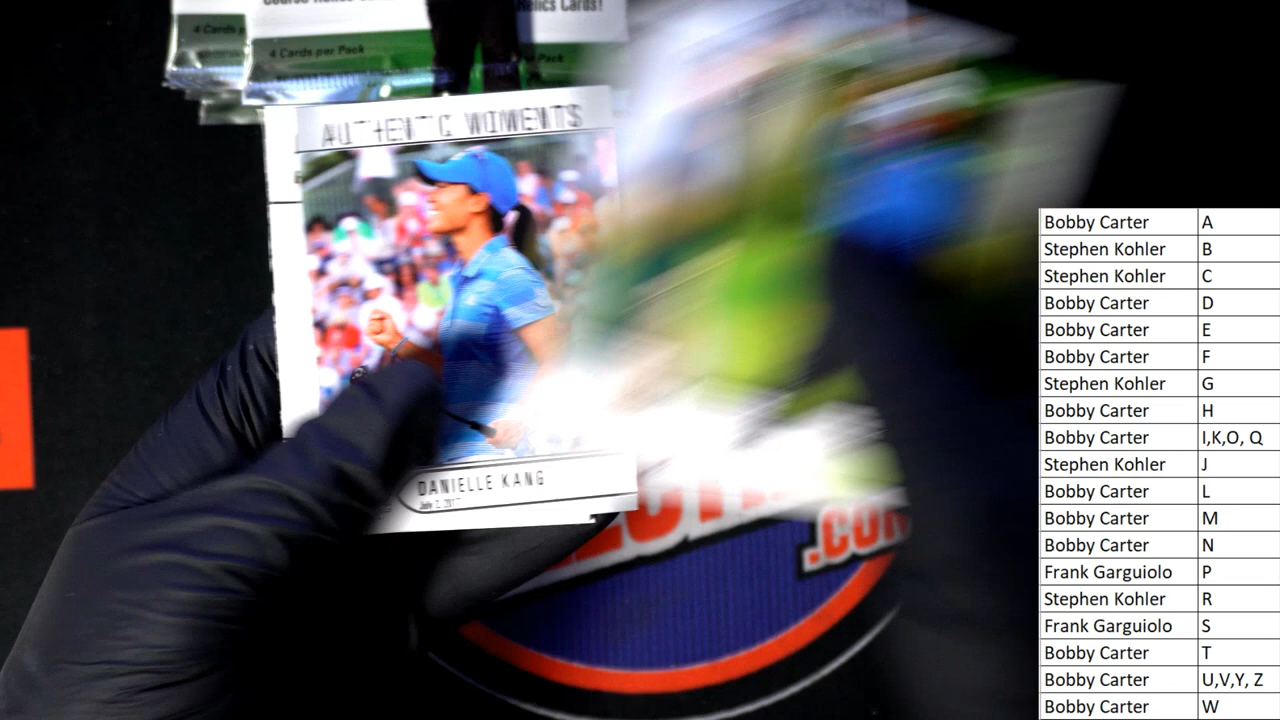 Relics Cards!
4 Cards p
4 Cards per Pack
Pack
AUTHENTIC MOMENTS
DANIELLE KANG
.COM
Bobby Carter A
Stephen Kohler B
Stephen Kohler C
Bobby Carter D
Bobby Carter E
Bobby Carter F
Stephen Kohler G
Bobby Carter H
Bobby Carter I,K,O, Q
Stephen Kohler J
Bobby Carter L
Bobby Carter M
Bobby Carter N
Frank Garguiolo P
Stephen Kohler R
Frank Garguiolo S
Bobby Carter T
Bobby Carter U,V,Y, Z
Bobby Carter W